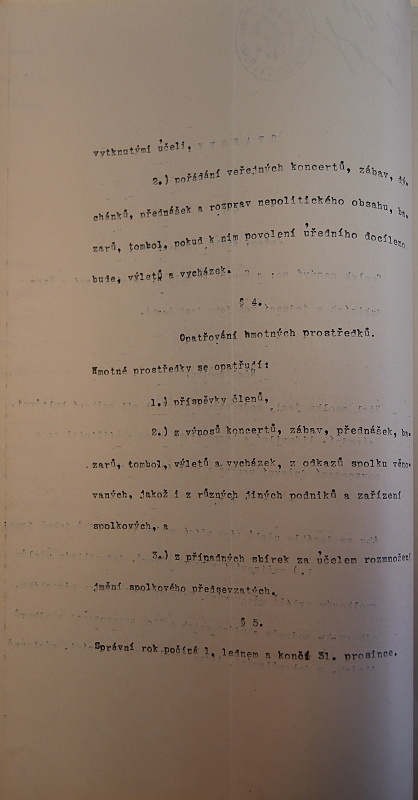 vytknutými účeli,
2.) pořádání veřejných koncertů, zábav, dý-
chánků, přednášek a rozprav nepolitického obsahu, ba-
zarů, tombol, pokud k nim povolení úředního docíleno
bude, výletů a vycházek.
§ 4.
Opatřování hmotných prostředků.
Hmotné prostředky se opatřují:
1.) příspěvky členů,
2.) z výnosů koncertů, zábav, přednášek, ba-
zarů, tombol, výletů a vycházek, z odkazů spolku věno-
vaných, jakož i z různých jiných podniků a zařízení
spolkových, a
3.) z případných sbírek za účelem rozmnožení
jmění spolkového předsevzatých.
§ 5.
Správní rok počíná 1. lednem a končí 31. prosince.